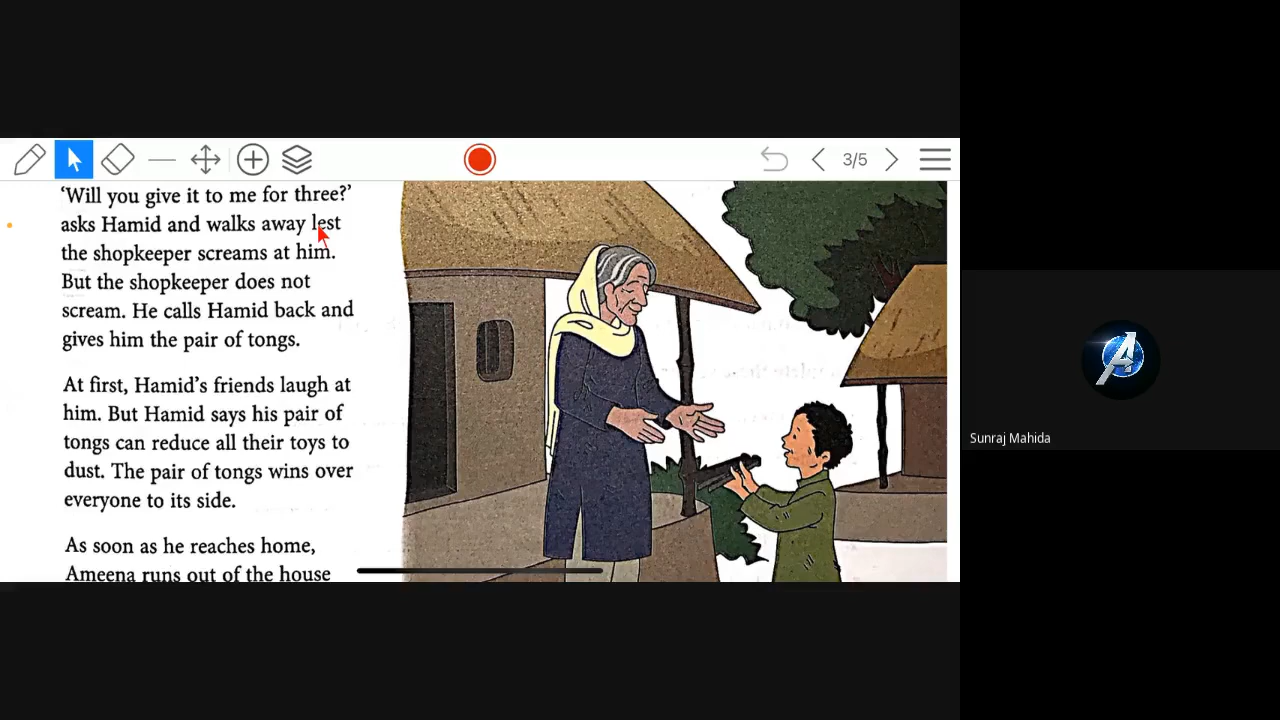 3/5
‘Will you give it to me for three?’
asks Hamid and walks away lest
the shopkeeper screams at him.
But the shopkeeper does not
scream. He calls Hamid back and
gives him the pair of tongs.
At first, Hamid’s friends laugh at
him. But Hamid says his pair of
tongs can reduce all their toys to
dust. The pair of tongs wins over
everyone to its side.
As soon as he reaches home,
Ameena runs out of the house
Sunraj Mahida